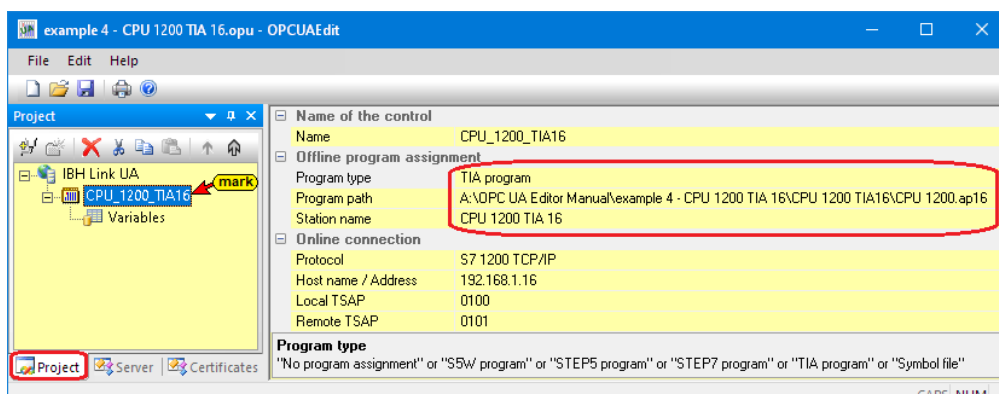 example 4 - CPU 1200 TIA 16.opu - OPCUAEdit
File Edit Help
Project
IBH Link UA
CPU_1200_TIA16
mark
Variables
Project Server Certificates
Name of the control
Name CPU_1200_TIA16
Offline program assignment
Program type TIA program
Program path A:\OPC UA Editor Manual\example 4 - CPU 1200 TIA 16\CPU 1200 TIA16\CPU 1200.ap16
Station name CPU 1200 TIA 16
Online connection
Protocol S7 1200 TCP/IP
Host name / Address 192.168.1.16
Local TSAP 0100
Remote TSAP 0101
Program type
"No program assignment" or "S5W program" or "STEP5 program" or "STEP7 program" or "TIA program" or "Symbol file"
CAPS NUM